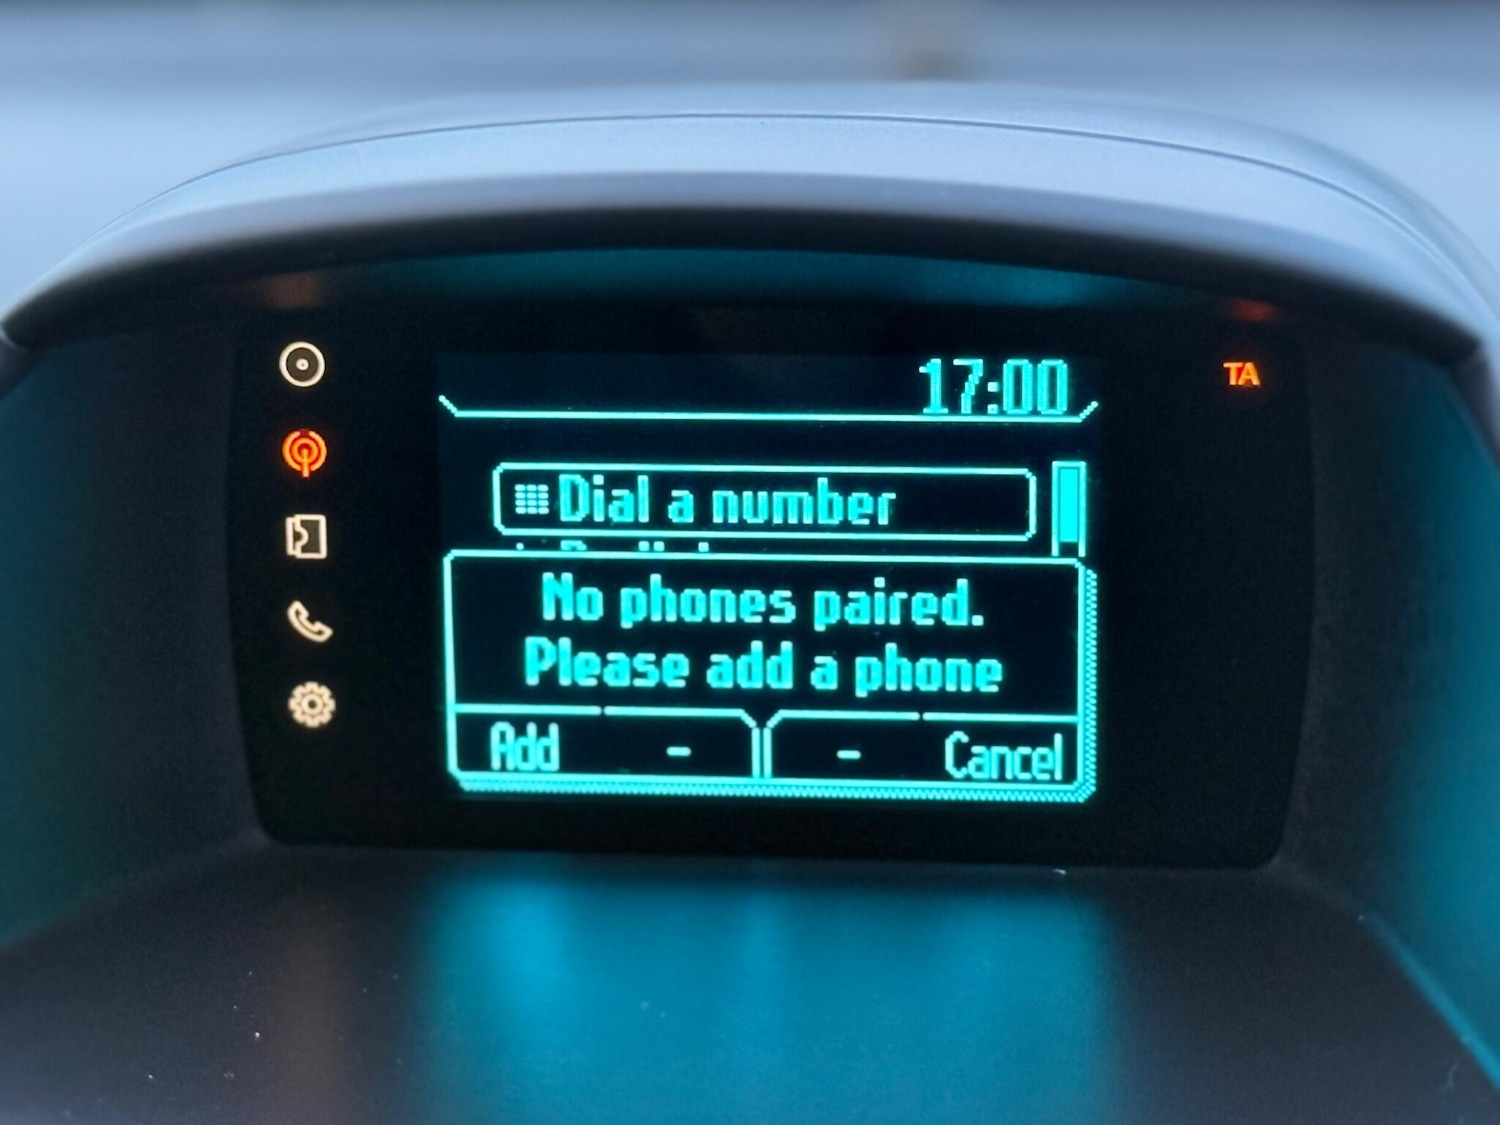 17:00
TA
Dial a number
No phones paired.
Please add a phone
Add - - Cancel